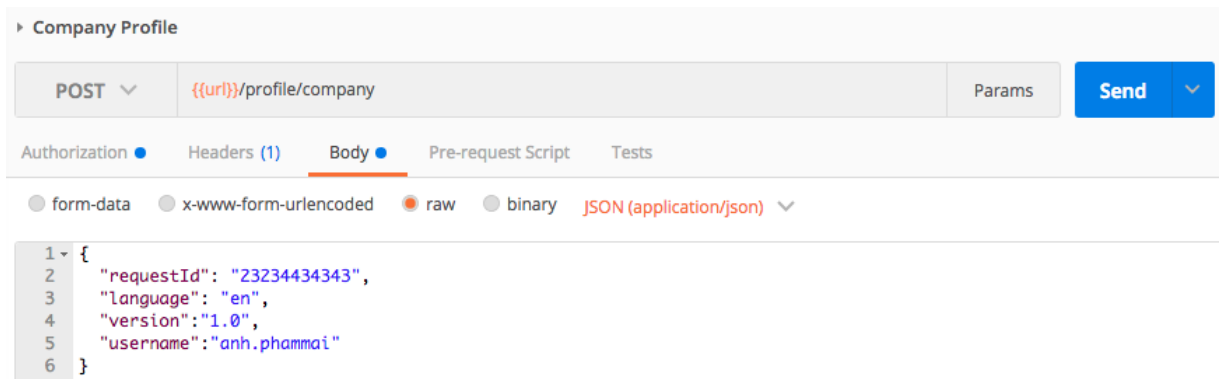 Company Profile
POST {{url}}/profile/company Params Send
Authorization Headers (1) Body Pre-request Script Tests
form-data x-www-form-urlencoded raw binary JSON (application/json)
1 {
2 "requestId": "23234434343",
3 "language": "en",
4 "version":"1.0",
5 "username":"anh.phammai"
6 }